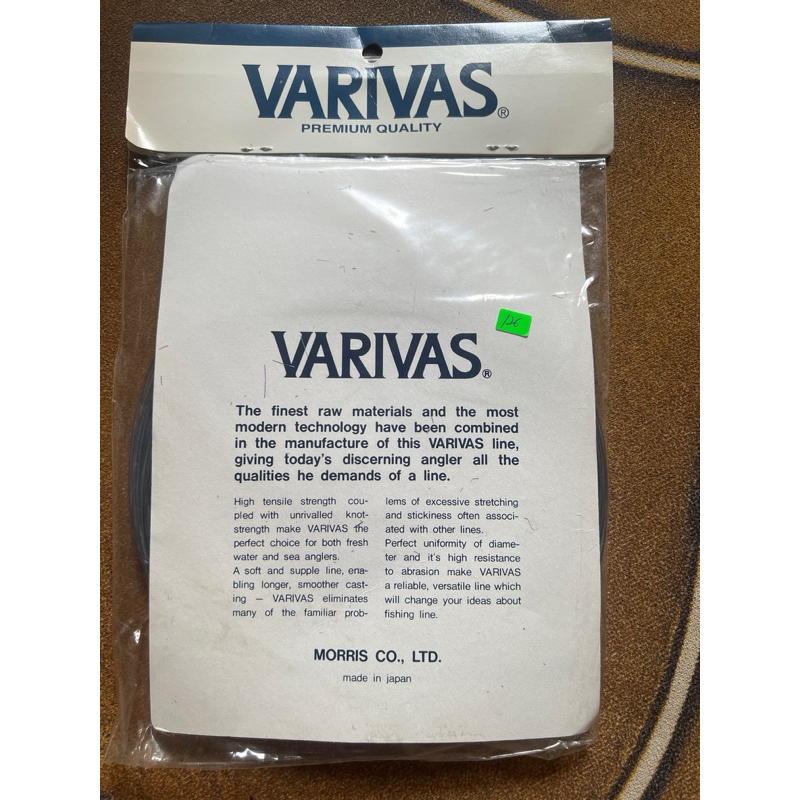 VARIVAS®
PREMIUM QUALITY
126
VARIVAS®
The finest raw materials and the most
modern technology have been combined
in the manufacture of this VARIVAS line,
giving today's discerning angler all the
qualities he demands of a line.
High tensile strength cou-
pled with unrivalled knot-
strength make VARIVAS the
perfect choice for both fresh
water and sea anglers.
A soft and supple line, ena-
bling longer, smoother cast-
ing — VARIVAS eliminates
many of the familiar prob-
lems of excessive stretching
and stickiness often associ-
ated with other lines.
Perfect uniformity of diame-
ter and it's high resistance
to abrasion make VARIVAS
a reliable, versatile line which
will change your ideas about
fishing line.
MORRIS CO., LTD.
made in japan